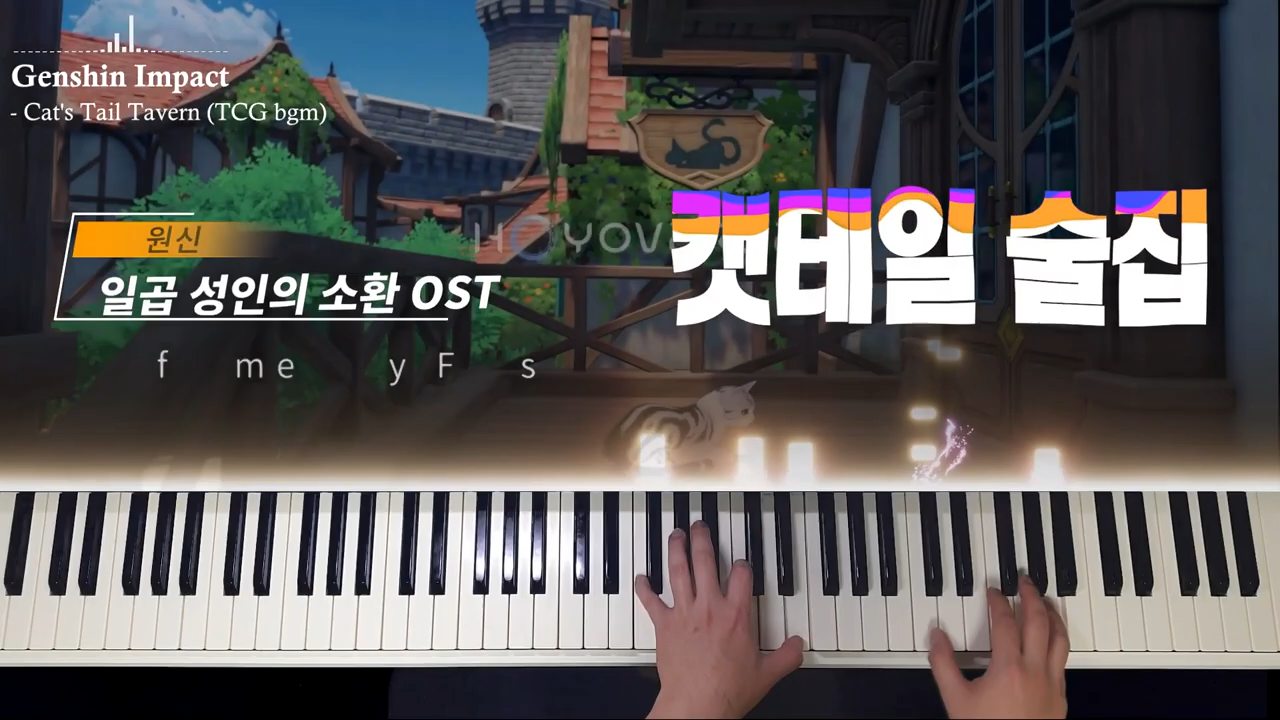 Genshin Impact
- Cat's Tail Tavern (TCG bgm)
원신
일곱 성인의 소환 OST
캣테일 술집
f me y F s